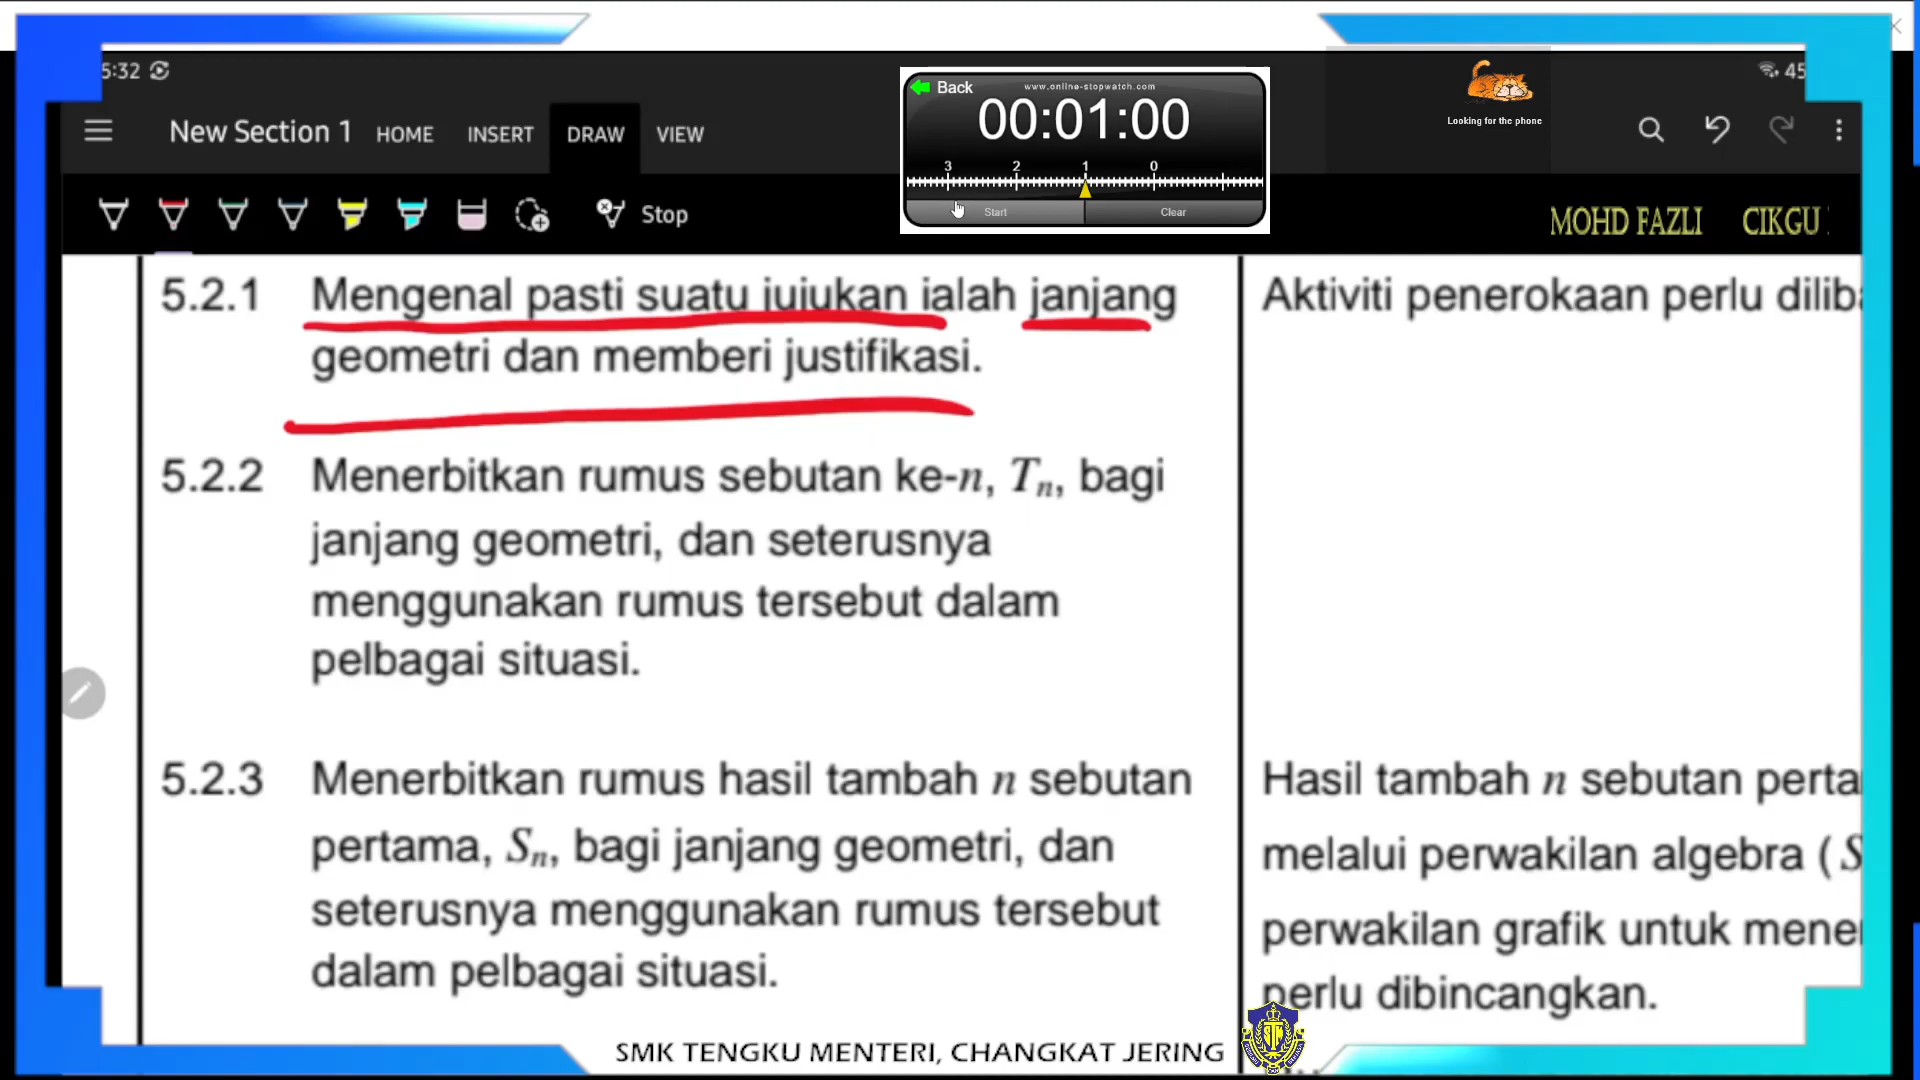 5:32
45
Back
www.online-stopwatch.com
00:01:00
3 2 1 0
Start Clear
Looking for the phone
New Section 1 HOME INSERT DRAW VIEW
Stop
MOHD FAZLI CIKGU
5.2.1 Mengenal pasti suatu jujukan ialah janjang
geometri dan memberi justifikasi.
Aktiviti penerokaan perlu dilib
5.2.2 Menerbitkan rumus sebutan ke-n, Tn, bagi
janjang geometri, dan seterusnya
menggunakan rumus tersebut dalam
pelbagai situasi.
5.2.3 Menerbitkan rumus hasil tambah n sebutan
pertama, Sn, bagi janjang geometri, dan
seterusnya menggunakan rumus tersebut
dalam pelbagai situasi.
Hasil tambah n sebutan perta
melalui perwakilan algebra ( S
perwakilan grafik untuk mene
perlu dibincangkan.
SMK TENGKU MENTERI, CHANGKAT JERING